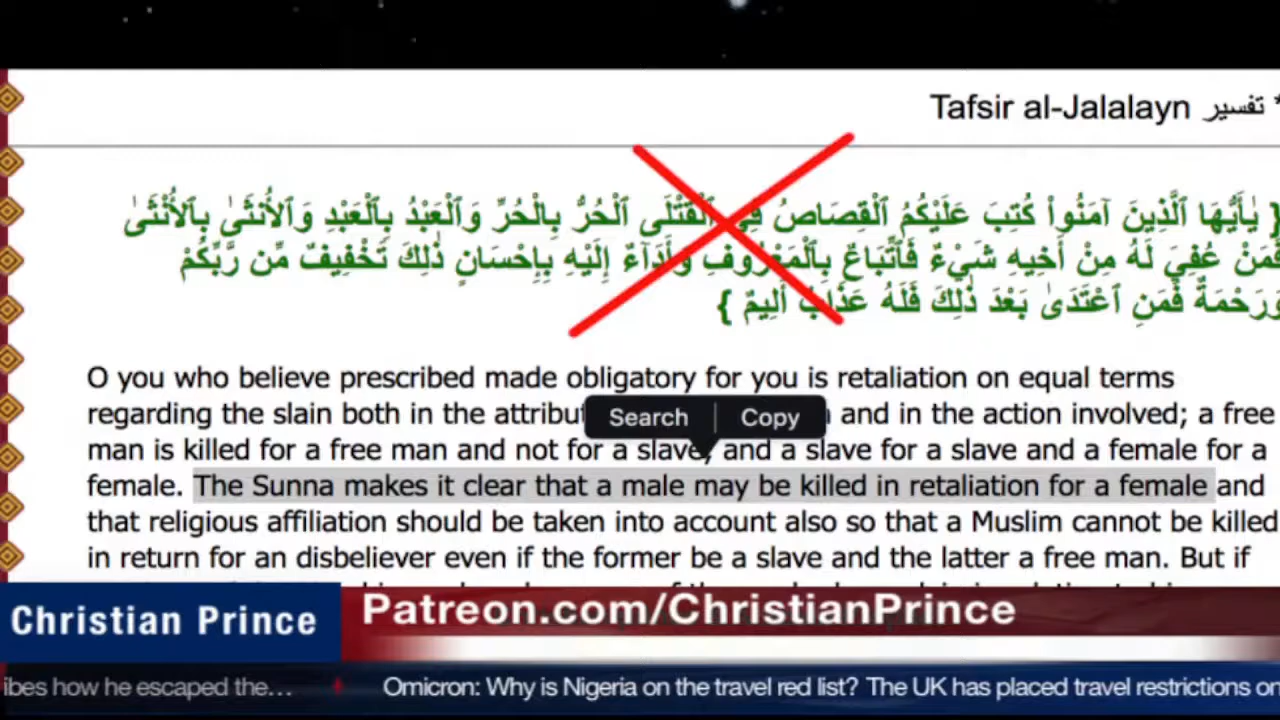 Tafsir al-Jalalayn تفسير *
{ يٰأَيُّهَا ٱلَّذِينَ آمَنُواْ كُتِبَ عَلَيْكُمُ ٱلْقِصَاصُ فِي ٱلْقَتْلَى ٱلْحُرُّ بِالْحُرِّ وَٱلْعَبْدُ بِٱلْعَبْدِ وَٱلأُنثَىٰ بِٱلأُنْثَىٰ
فَمَنْ عُفِيَ لَهُ مِنْ أَخِيهِ شَيْءٌ فَٱتِّبَاعٌ بِٱلْمَعْرُوفِ وَأَدَآءٌ إِلَيْهِ بِإِحْسَانٍ ذٰلِكَ تَخْفِيفٌ مِّن رَّبِّكُمْ
وَرَحْمَةٌ فَمَنِ ٱعْتَدَىٰ بَعْدَ ذٰلِكَ فَلَهُ عَذَابٌ أَلِيمٌ }
O you who believe prescribed made obligatory for you is retaliation on equal terms
regarding the slain both in the and in the action involved; a free
Search Copy
man is killed for a free man and not for a slave, and a slave for a slave and a female for a
female. The Sunna makes it clear that a male may be killed in retaliation for a female and
that religious affiliation should be taken into account also so that a Muslim cannot be killed
in return for an disbeliever even if the former be a slave and the latter a free man. But if
Christian Prince Patreon.com/ChristianPrince
ibes how he escaped the... Omicron: Why is Nigeria on the travel red list? The UK has placed travel restrictions on